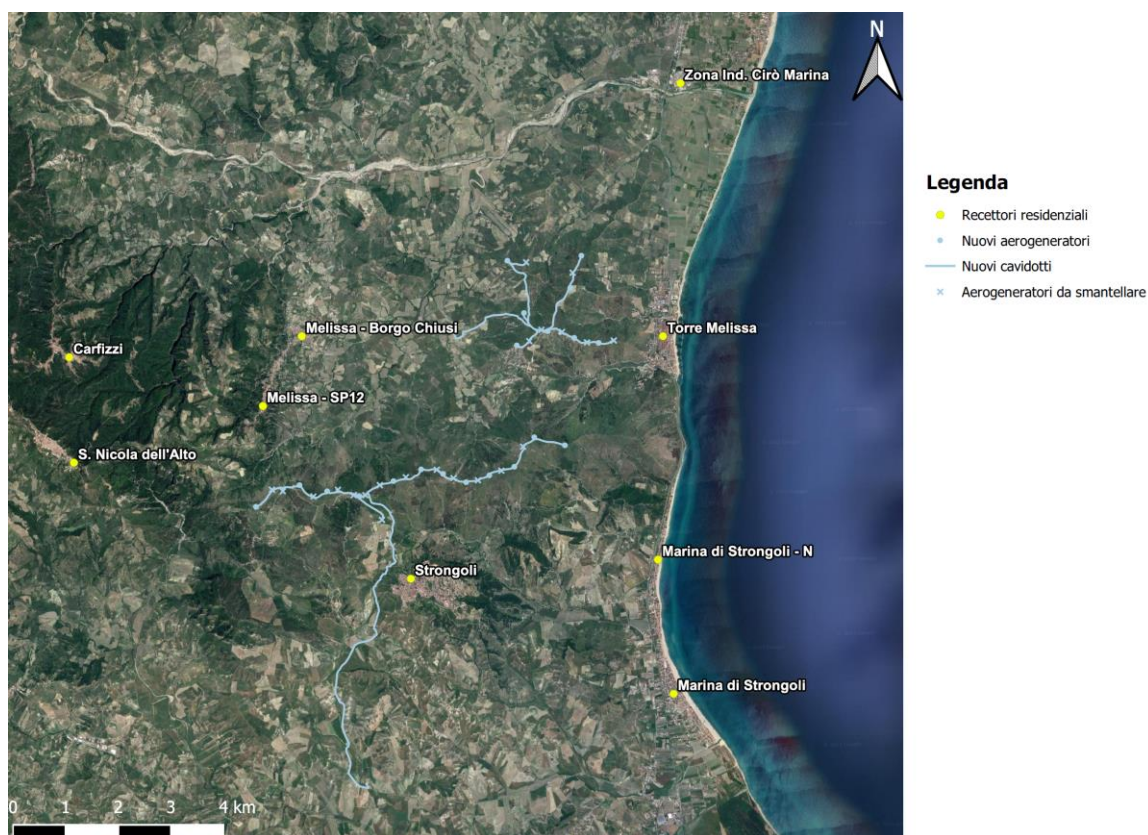 N
Zona Ind. Cirò Marina
Melissa - Borgo Chiusi
Torre Melissa
Carfizzi
Melissa - SP12
S. Nicola dell'Alto
Marina di Strongoli - N
Strongoli
Marina di Strongoli
0 1 2 3 4 km
Legenda
Recettori residenziali
Nuovi aerogeneratori
Nuovi cavidotti
Aerogeneratori da smantellare